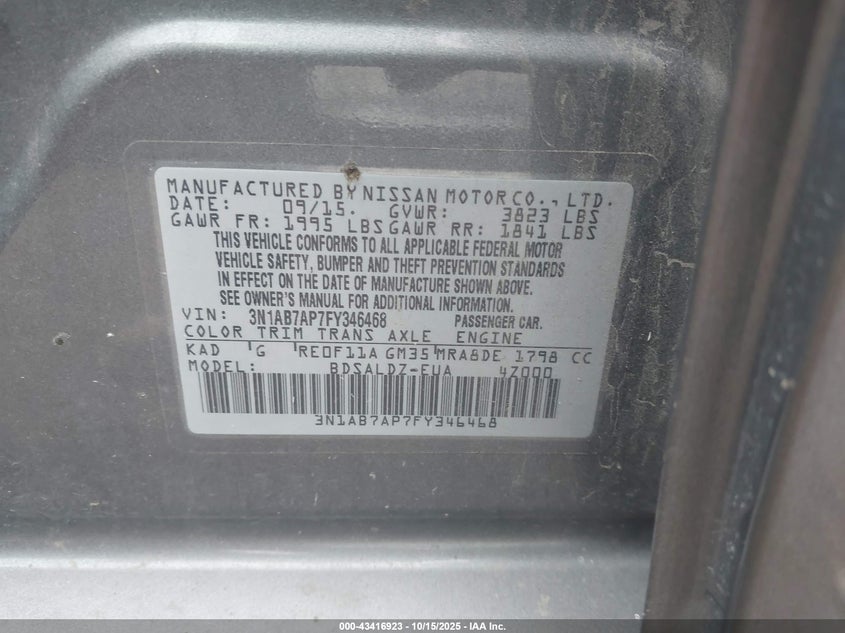 MANUFACTURED BY NISSAN MOTOR CO., LTD.
DATE: 09/15. GVWR: 3823 LBS
GAWR FR: 1995 LBS GAWR RR: 1841 LBS
THIS VEHICLE CONFORMS TO ALL APPLICABLE FEDERAL MOTOR
VEHICLE SAFETY, BUMPER AND THEFT PREVENTION STANDARDS
IN EFFECT ON THE DATE OF MANUFACTURE SHOWN ABOVE.
SEE OWNER'S MANUAL FOR ADDITIONAL INFORMATION.
VIN: 3N1AB7AP7FY346468 PASSENGER CAR.
COLOR TRIM TRANS AXLE ENGINE
KAD G RE0F11A GM35 MRA8DE 1798 CC
MODEL: BDSALDZ-EUA 4Z000
3N1AB7AP7FY346468
000-43416923 - 10/15/2025 - IAA Inc.